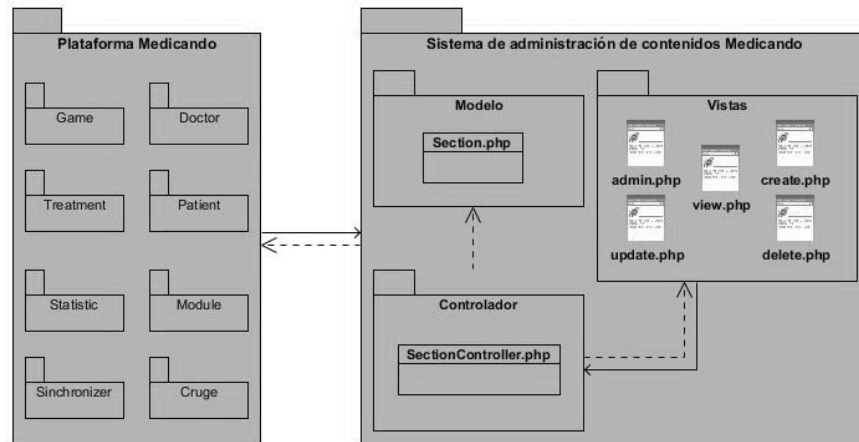 Plataforma Medicando
Game
Doctor
Treatment
Patient
Statistic
Module
Sinchronizer
Cruge
Sistema de administración de contenidos Medicando
Modelo
Section.php
Vistas
admin.php
view.php
create.php
update.php
delete.php
Controlador
SectionController.php